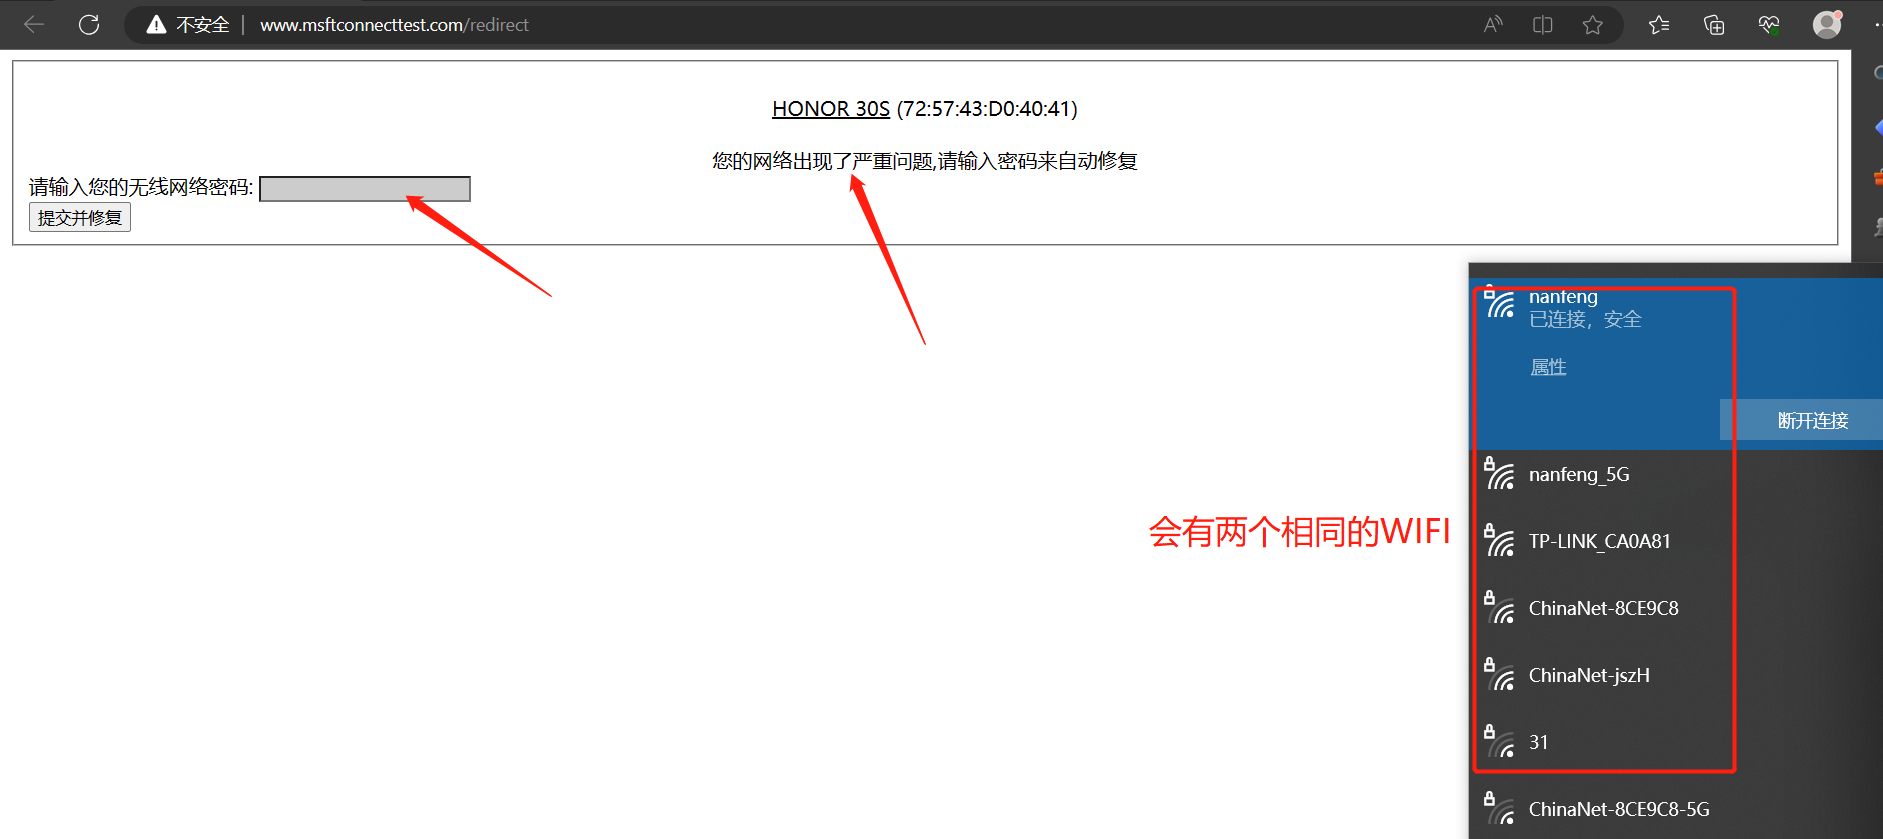 不安全 | www.msftconnecttest.com/redirect
HONOR 30S (72:57:43:D0:40:41)
您的网络出现了严重问题,请输入密码来自动修复
请输入您的无线网络密码:
提交并修复
nanfeng
已连接，安全
属性
断开连接
nanfeng_5G
会有两个相同的WIFI
TP-LINK_CA0A81
ChinaNet-8CE9C8
ChinaNet-jszH
31
ChinaNet-8CE9C8-5G